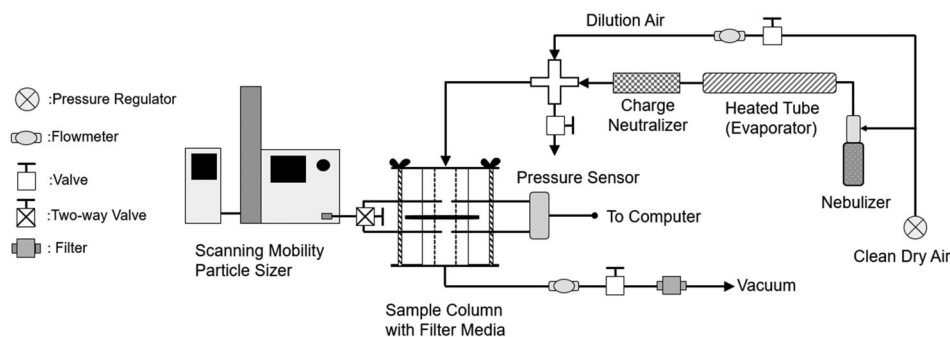 Dilution Air
:Pressure Regulator
:Flowmeter
:Valve
:Two-way Valve
: Filter
Charge
Neutralizer
Heated Tube
(Evaporator)
Nebulizer
Clean Dry Air
Pressure Sensor
To Computer
Scanning Mobility
Particle Sizer
Sample Column
with Filter Media
Vacuum